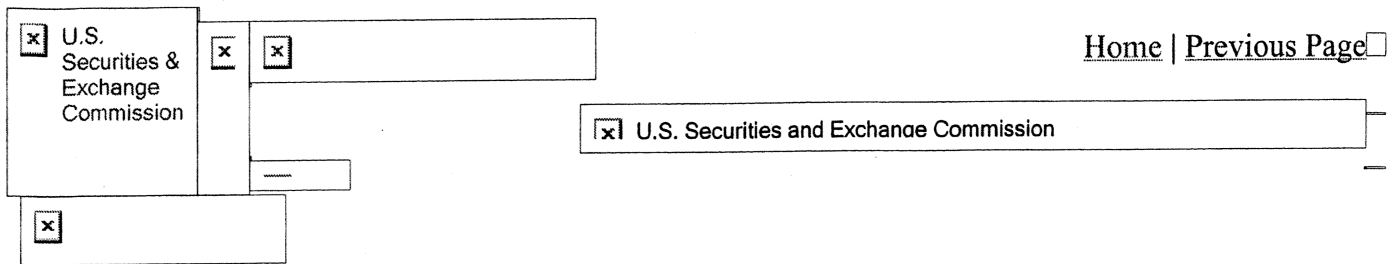 U.S.
Securities &
Exchange
Commission
Home | Previous Page
U.S. Securities and Exchange Commission